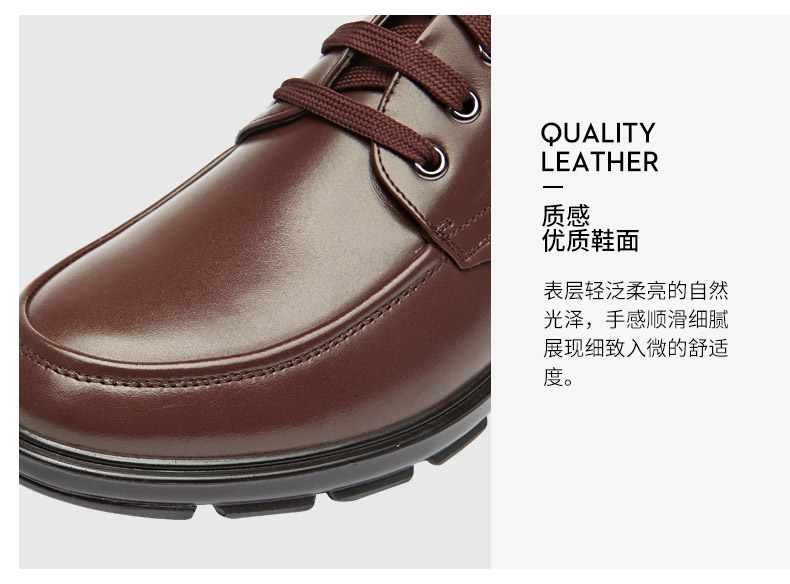 QUALITY
LEATHER
质感
优质鞋面
表层轻泛柔亮的自然
光泽，手感顺滑细腻
展现细致入微的舒适
度。